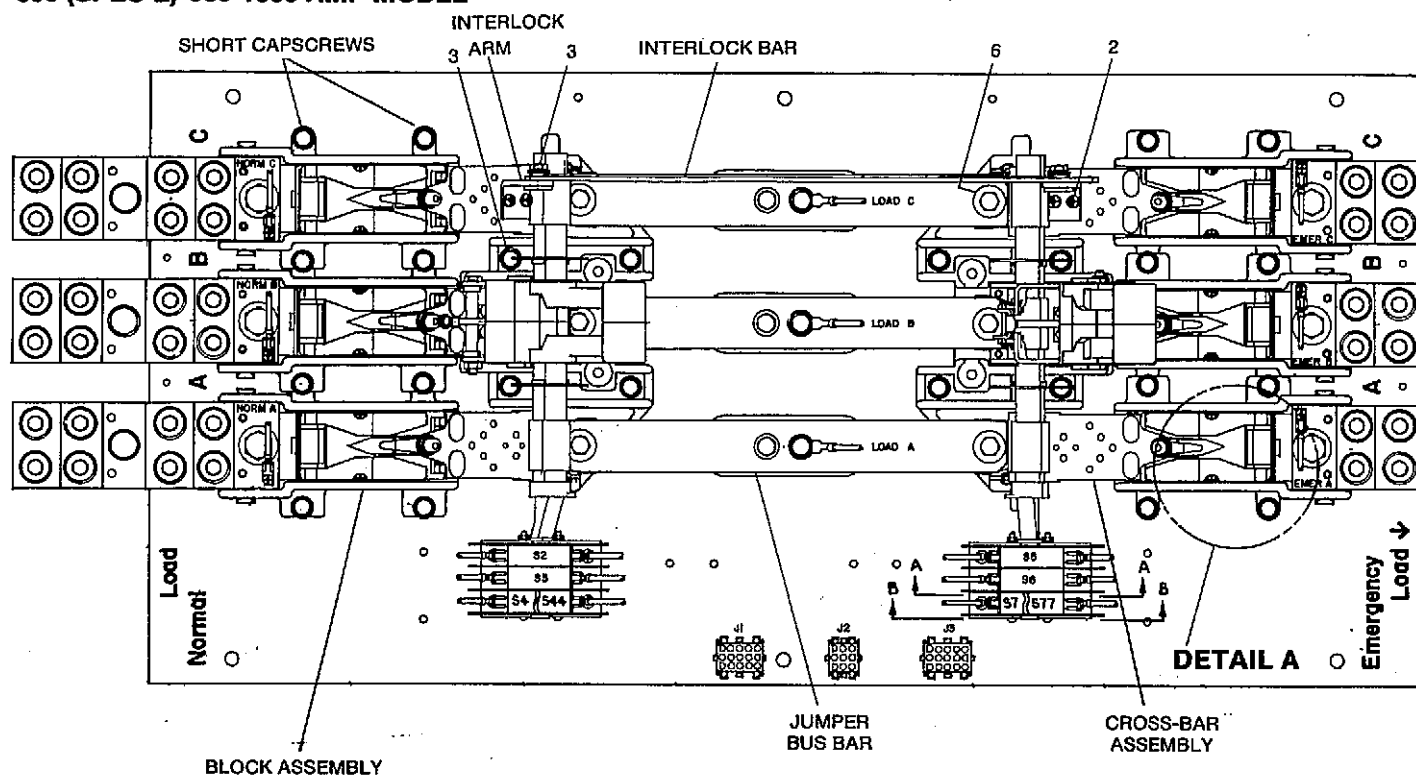 INTERLOCK
ARM
SHORT CAPSCREWS
3
3
INTERLOCK BAR
6
2
C
B
A
NORM C
NORM B
NORM A
LOAD C
LOAD B
LOAD A
C
B
A
EMER C
EMER A
Load
Normal
S2
S3
S4
S44
3
S6
S7
S77
A
A
B
B
J1
J2
J3
DETAIL A
Emergency
Load
BLOCK ASSEMBLY
JUMPER
BUS BAR
CROSS-BAR
ASSEMBLY